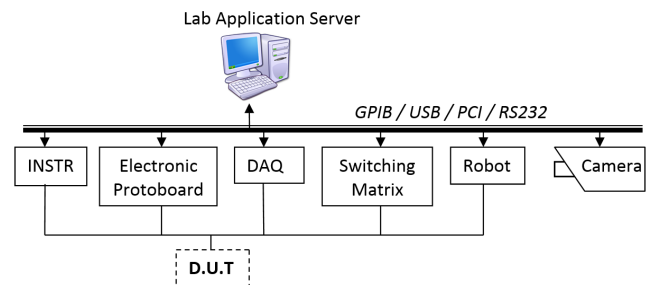 Lab Application Server
GPIB / USB / PCI / RS232
INSTR
Electronic
Protoboard
DAQ
Switching
Matrix
Robot
Camera
D.U.T